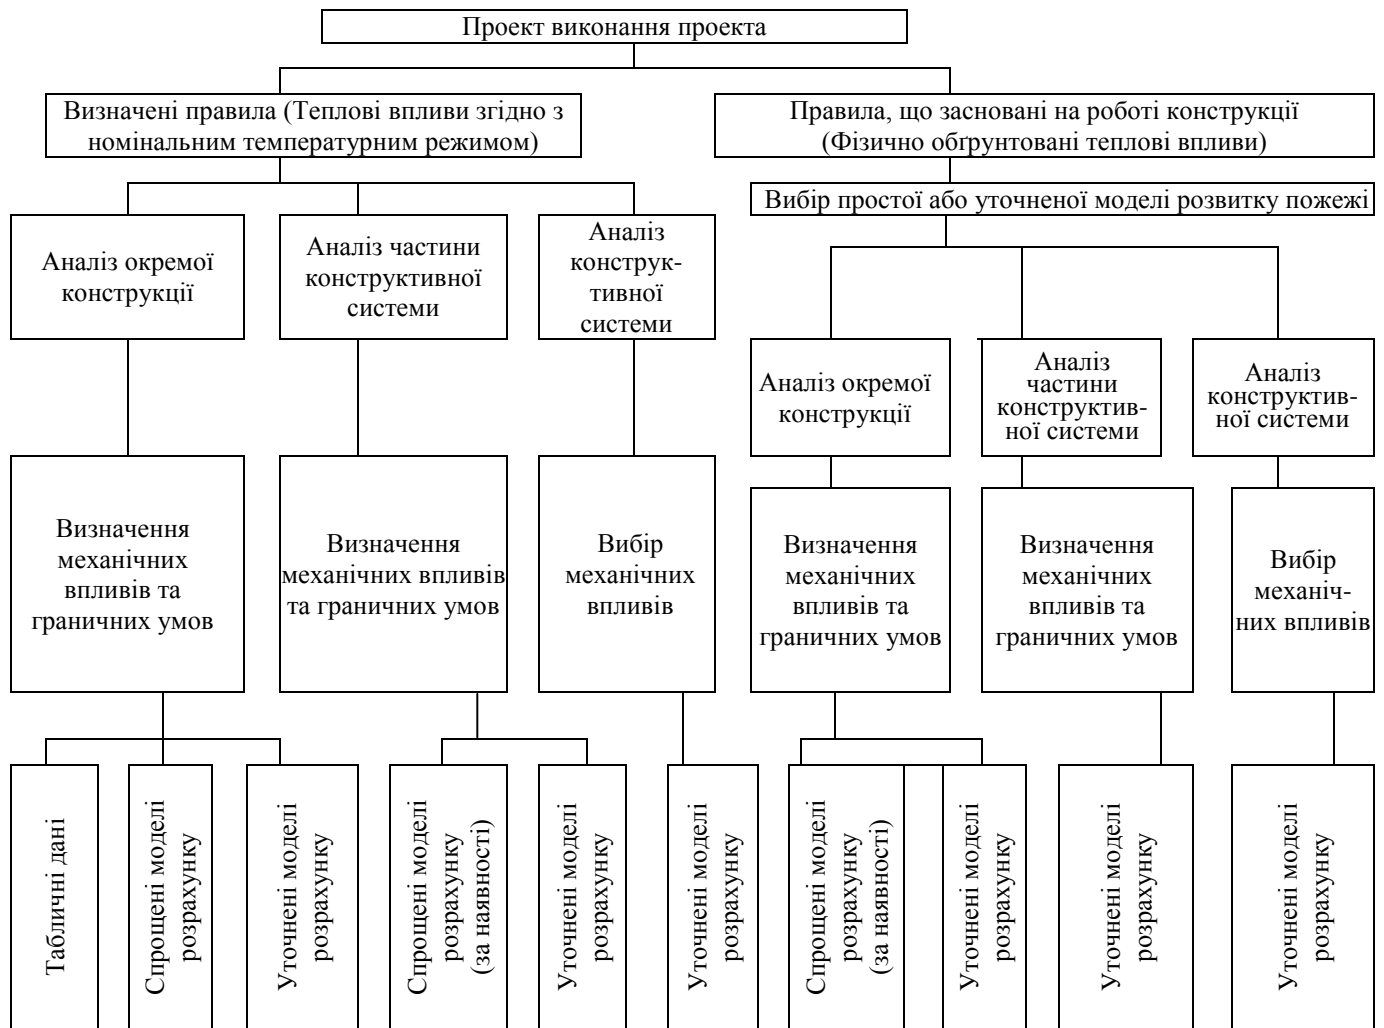 Проект виконання проекта
Визначені правила (Теплові впливи згідно з
номінальним температурним режимом)
Правила, що засновані на роботі конструкції
(Фізично обґрунтовані теплові впливи)
Вибір простої або уточненої моделі розвитку пожежі
Аналіз окремої
конструкції
Аналіз частини
конструктивної
системи
Аналіз
конструк-
тивної
системи
Аналіз окремої
конструкції
Аналіз
частини
конструктив-
ної системи
Аналіз
конструктив-
ної системи
Визначення
механічних
впливів та
граничних умов
Визначення
механічних впливів
та граничних умов
Вибір
механічних
впливів
Визначення
механічних
впливів та
граничних умов
Визначення
механічних
впливів та
граничних умов
Вибір
механіч-
них впливів
Табличні дані
Спрощені моделі
розрахунку
Уточнені моделі
розрахунку
Спрощені моделі
розрахунку
(за наявності)
Уточнені моделі
розрахунку
Уточнені моделі
розрахунку
Спрощені моделі
розрахунку
(за наявності)
Уточнені моделі
розрахунку
Уточнені моделі
розрахунку
Уточнені моделі
розрахунку